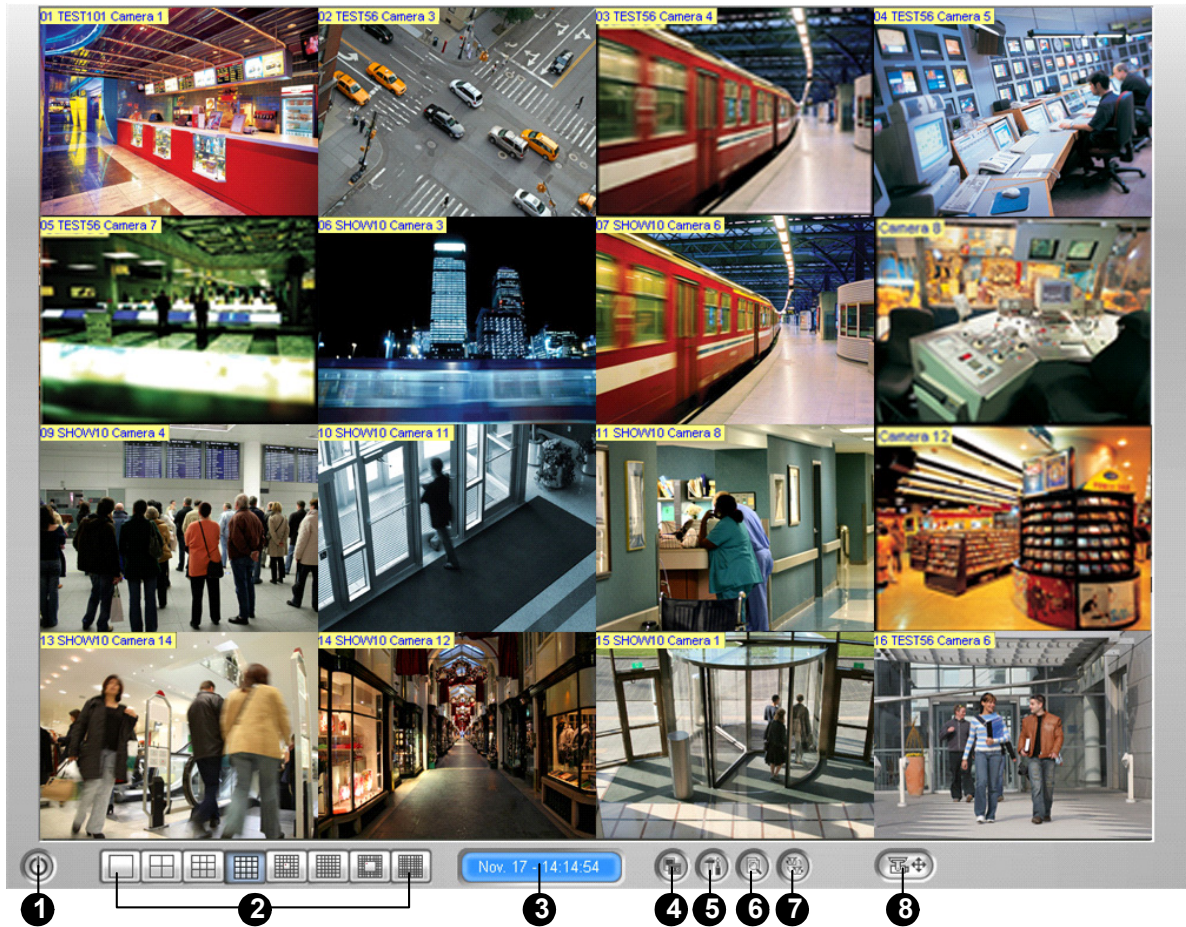 01 TEST101 Camera 1
02 TEST56 Camera 3
03 TEST56 Camera 4
04 TEST56 Camera 5
05 TEST56 Camera 7
06 SHOW10 Camera 3
07 SHOW10 Camera 6
Camera 8
09 SHOW10 Camera 4
10 SHOW10 Camera 11
11 SHOW10 Camera 8
Camera 12
13 SHOW10 Camera 14
14 SHOW10 Camera 12
15 SHOW10 Camera 1
16 TEST56 Camera 6
Nov. 17 - 14:14:54
1 2 3 4 5 6 7 8